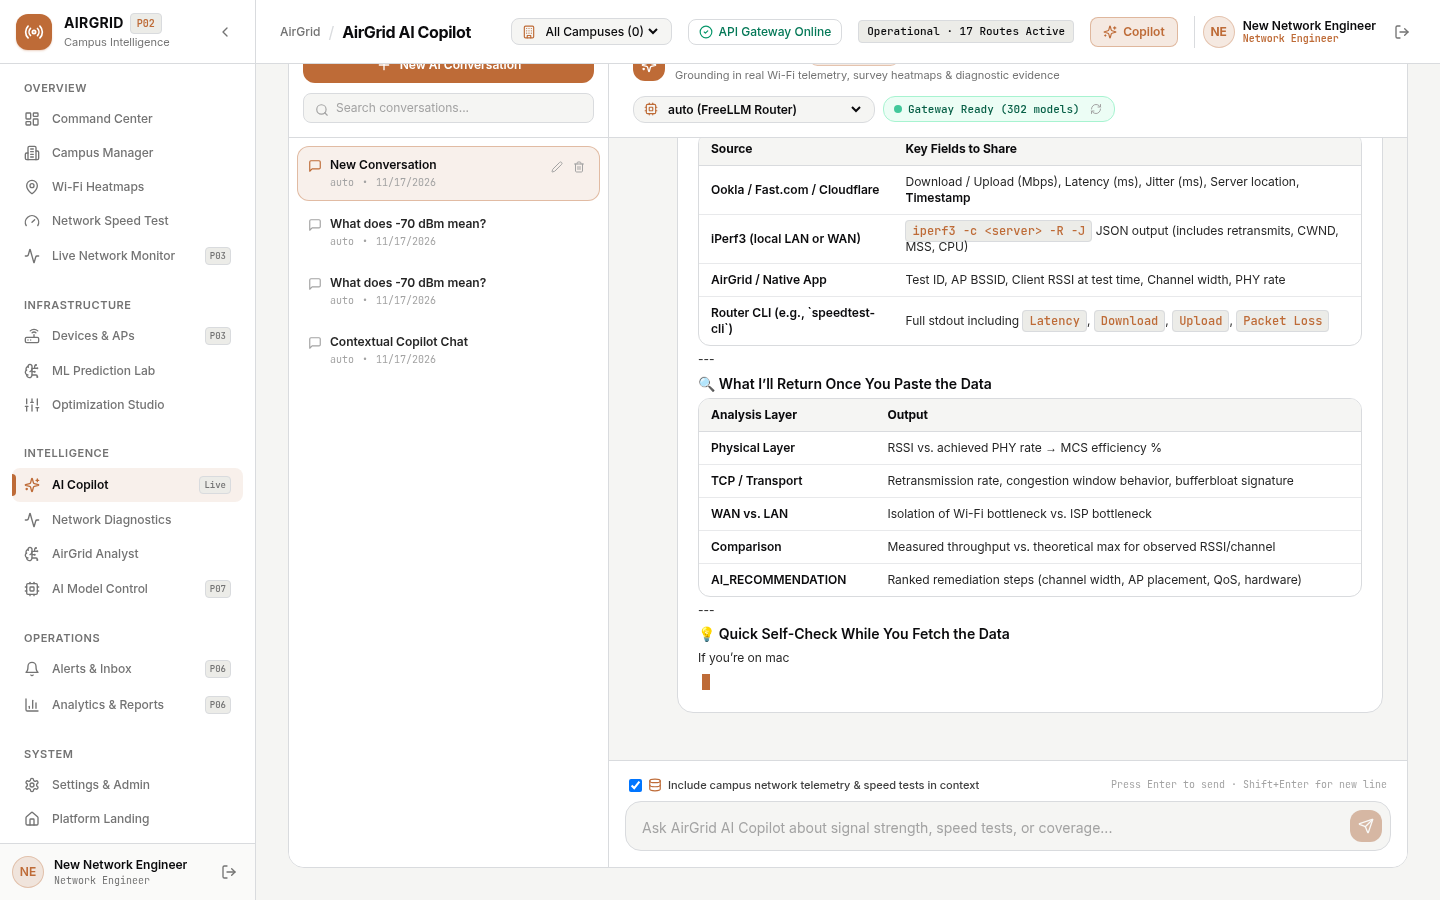 AIRGRID P02
Campus Intelligence
OVERVIEW
Command Center
Campus Manager
Wi-Fi Heatmaps
Network Speed Test
Live Network Monitor P03
INFRASTRUCTURE
Devices & APs P03
ML Prediction Lab
Optimization Studio
INTELLIGENCE
AI Copilot Live
Network Diagnostics
AirGrid Analyst
AI Model Control P07
OPERATIONS
Alerts & Inbox P06
Analytics & Reports P06
SYSTEM
Settings & Admin
Platform Landing
NE New Network Engineer
Network Engineer
AirGrid / AirGrid AI Copilot
All Campuses (0)
API Gateway Online
Operational · 17 Routes Active
Copilot
NE New Network Engineer
Network Engineer
New AI Conversation
Search conversations...
New Conversation
auto • 11/17/2026
What does -70 dBm mean?
auto • 11/17/2026
What does -70 dBm mean?
auto • 11/17/2026
Contextual Copilot Chat
auto • 11/17/2026
Grounding in real Wi-Fi telemetry, survey heatmaps & diagnostic evidence
auto (FreeLLM Router)
Gateway Ready (302 models)
Source Key Fields to Share
Ookla / Fast.com / Cloudflare Download / Upload (Mbps), Latency (ms), Jitter (ms), Server location,
Timestamp
iPerf3 (local LAN or WAN) iperf3 -c <server> -R -J JSON output (includes retransmits, CWND,
MSS, CPU)
AirGrid / Native App Test ID, AP BSSID, Client RSSI at test time, Channel width, PHY rate
Router CLI (e.g., `speedtest-
cli`) Full stdout including Latency, Download, Upload, Packet Loss
---
🔍 What I’ll Return Once You Paste the Data
Analysis Layer Output
Physical Layer RSSI vs. achieved PHY rate → MCS efficiency %
TCP / Transport Retransmission rate, congestion window behavior, bufferbloat signature
WAN vs. LAN Isolation of Wi-Fi bottleneck vs. ISP bottleneck
Comparison Measured throughput vs. theoretical max for observed RSSI/channel
AI_RECOMMENDATION Ranked remediation steps (channel width, AP placement, QoS, hardware)
---
💡 Quick Self-Check While You Fetch the Data
If you’re on mac
Include campus network telemetry & speed tests in context
Press Enter to send · Shift+Enter for new line
Ask AirGrid AI Copilot about signal strength, speed tests, or coverage...